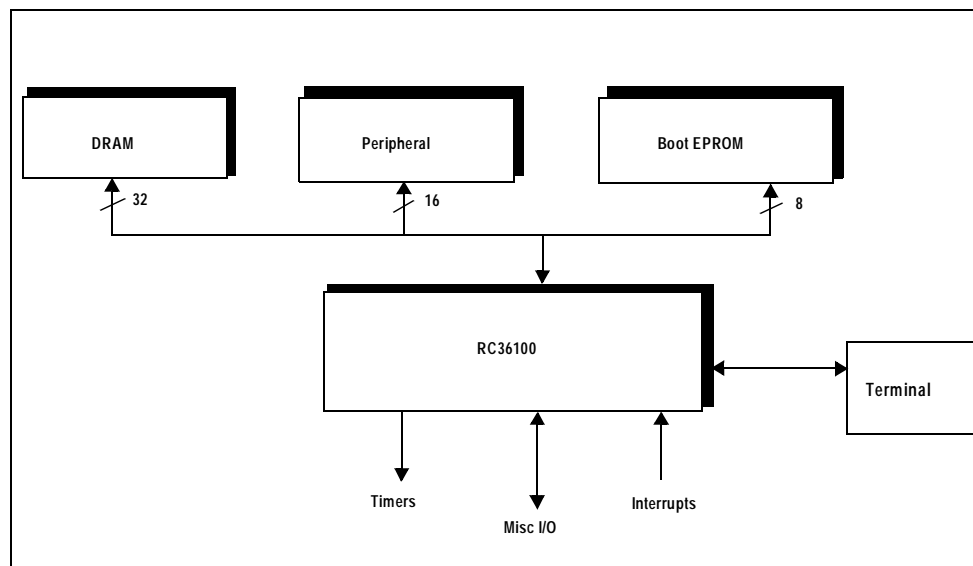 DRAM
Peripheral
Boot EPROM
32
16
8
RC36100
Terminal
Timers
Misc I/O
Interrupts